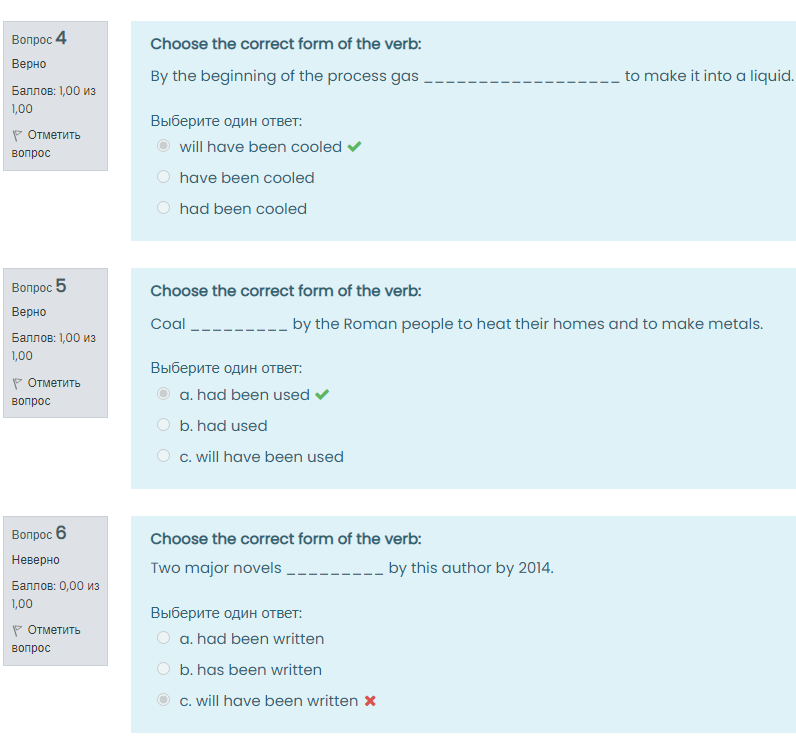 Вопрос 4
Верно
Баллов: 1,00 из
1,00
Отметить
вопрос
Choose the correct form of the verb:
By the beginning of the process gas __________________ to make it into a liquid.
Выберите один ответ:
will have been cooled
have been cooled
had been cooled
Вопрос 5
Верно
Баллов: 1,00 из
1,00
Отметить
вопрос
Choose the correct form of the verb:
Coal _________ by the Roman people to heat their homes and to make metals.
Выберите один ответ:
a. had been used
b. had used
c. will have been used
Вопрос 6
Неверно
Баллов: 0,00 из
1,00
Отметить
вопрос
Choose the correct form of the verb:
Two major novels _________ by this author by 2014.
Выберите один ответ:
a. had been written
b. has been written
c. will have been written